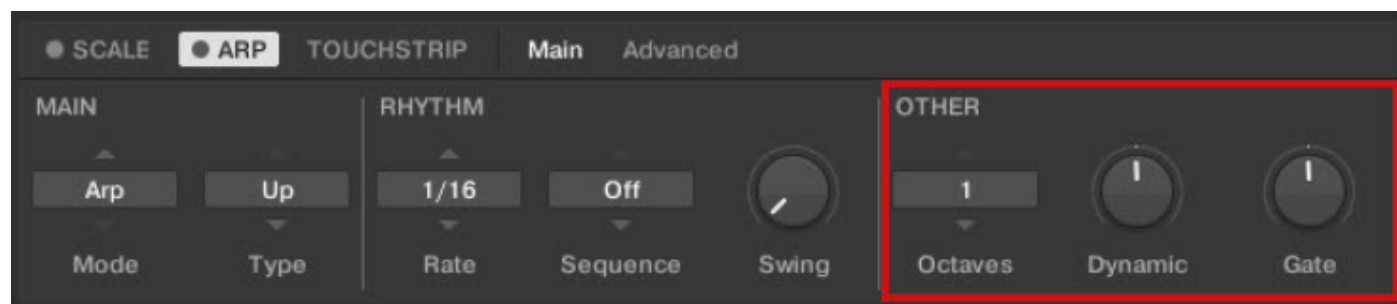 SCALE ARP TOUCHSTRIP Main Advanced
MAIN RHYTHM OTHER
Arp Up 1/16 Off 1
Mode Type Rate Sequence Swing Octaves Dynamic Gate